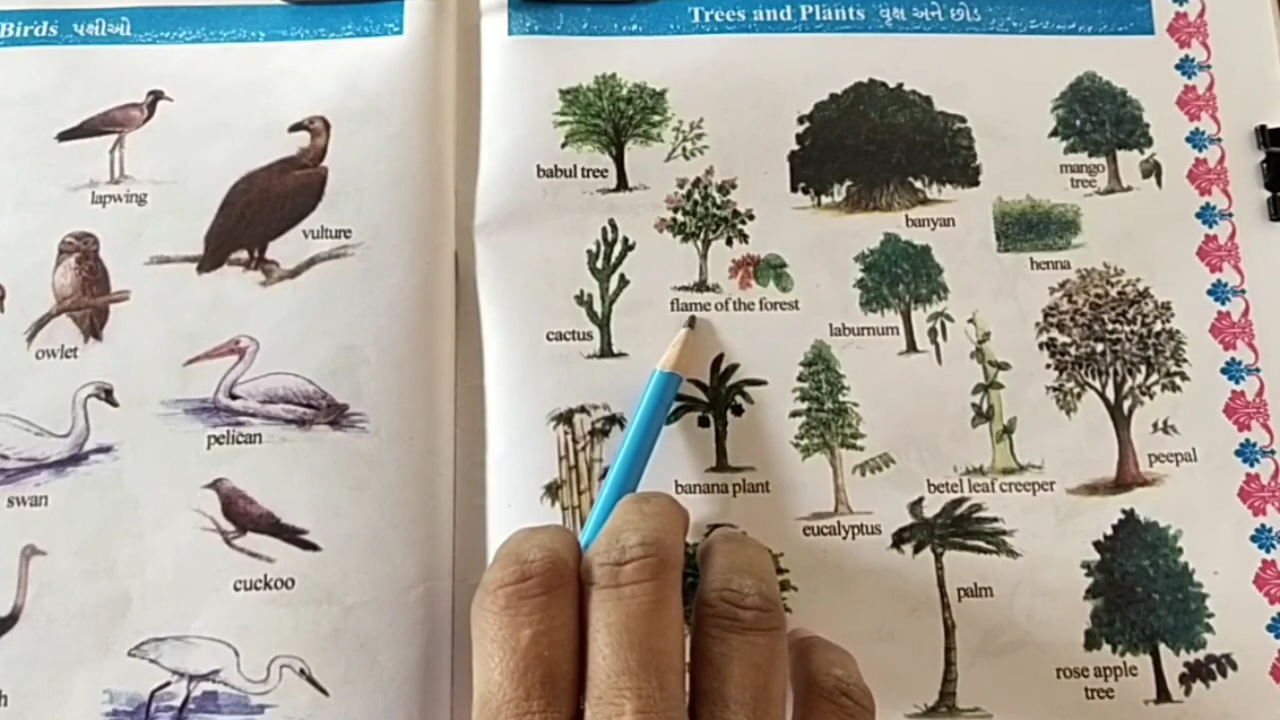 Birds પક્ષીઓ
lapwing
vulture
owlet
pelican
swan
cuckoo
Trees and Plants વૃક્ષ અને છોડ
babul tree
banyan
mango
tree
henna
flame of the forest
cactus
laburnum
peepal
banana plant
betel leaf creeper
eucalyptus
palm
rose apple
tree